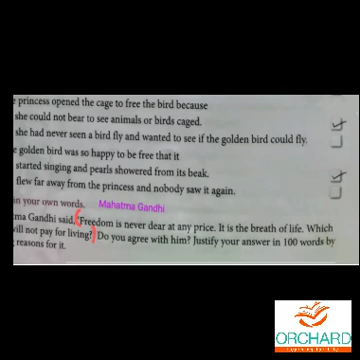 princess opened the cage to free the bird because
she could not bear to see animals or birds caged.
she had never seen a bird fly and wanted to see if the golden bird could fly.
golden bird was so happy to be free that it
started singing and pearls showered from its beak.
flew far away from the princess and nobody saw it again.
in your own words. Mahatma Gandhi
Gandhi said, "Freedom is never dear at any price. It is the breath of life. Which
not pay for living? Do you agree with him? Justify your answer in 100 words by
reasons for it.
ORCHARD